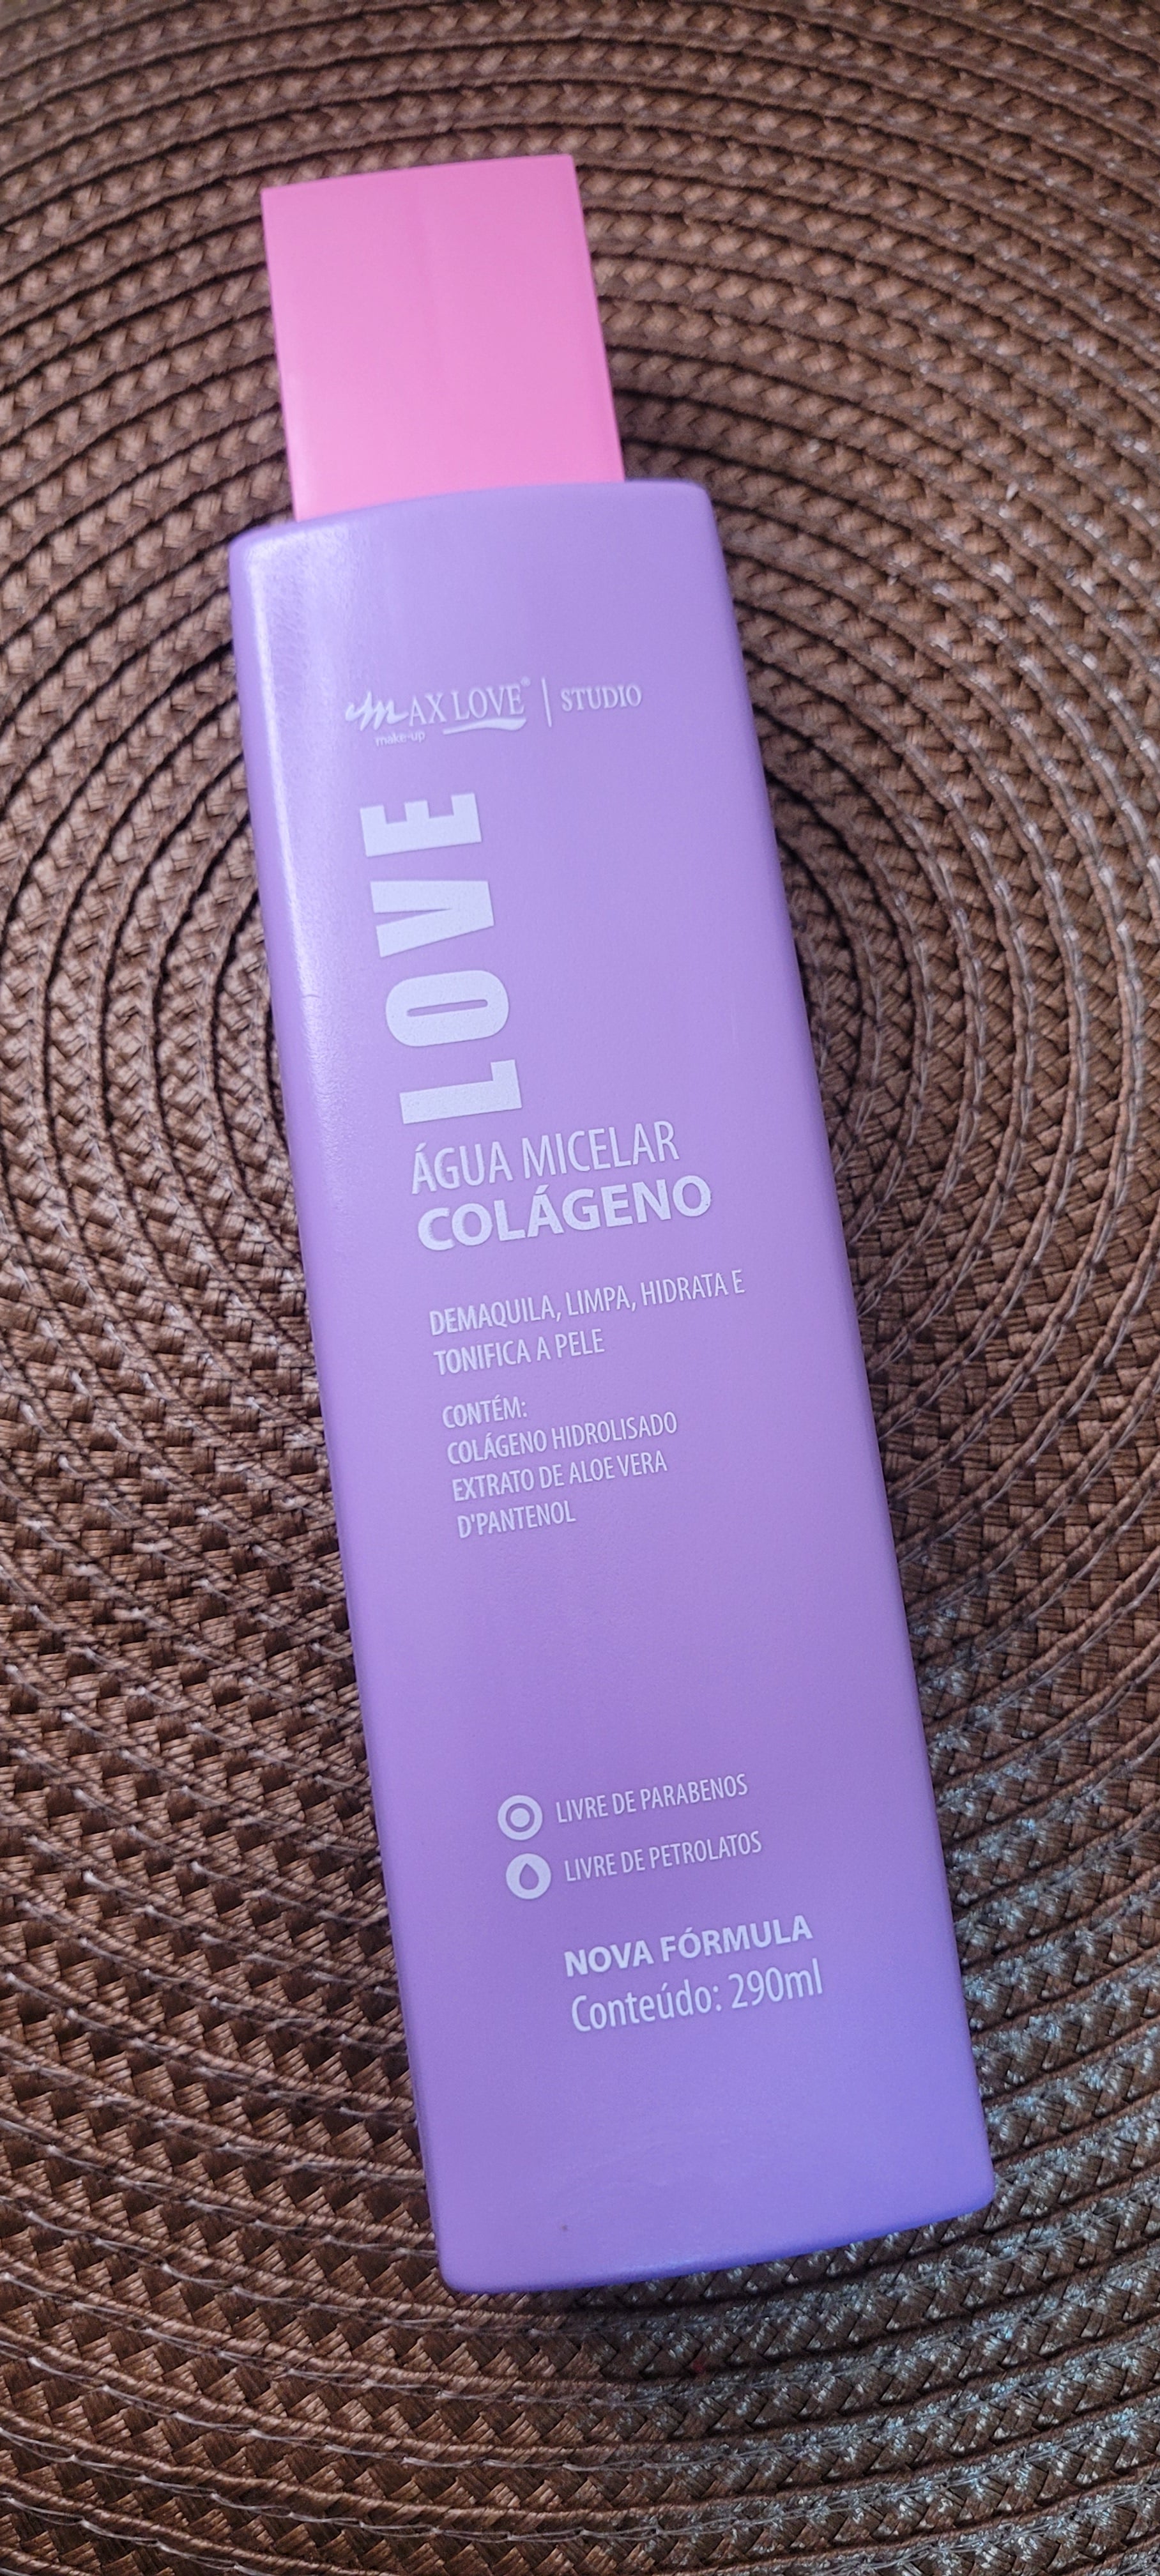 MAX LOVE® | STUDIO
make-up
LOVE
ÁGUA MICELAR
COLÁGENO
DEMAQUILA, LIMPA, HIDRATA E
TONIFICA A PELE
CONTÉM:
COLÁGENO HIDROLISADO
EXTRATO DE ALOE VERA
D'PANTENOL
LIVRE DE PARABENOS
LIVRE DE PETROLATOS
NOVA FÓRMULA
Conteúdo: 290ml